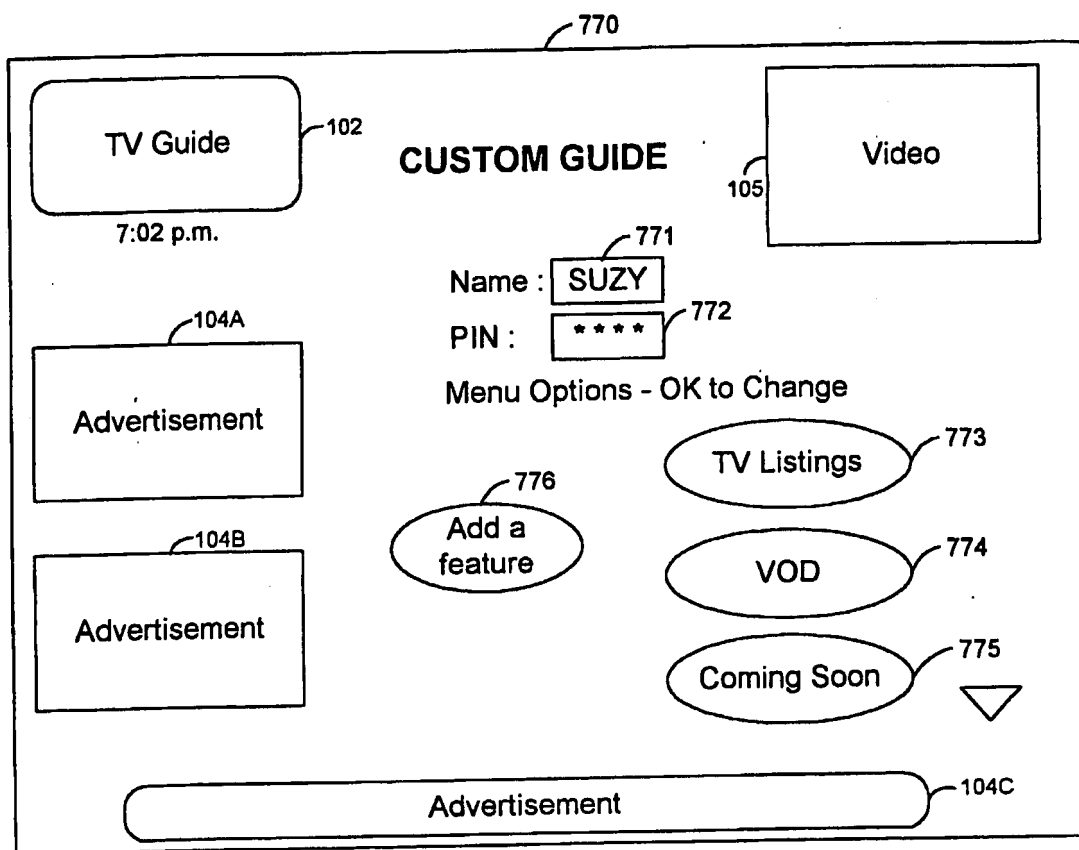 770
TV Guide
102
CUSTOM GUIDE
Video
105
7:02 p.m.
771
Name : SUZY
772
PIN : * * * *
Menu Options - OK to Change
104A
Advertisement
773
TV Listings
776
Add a
feature
104B
Advertisement
774
VOD
775
Coming Soon
Advertisement
104C